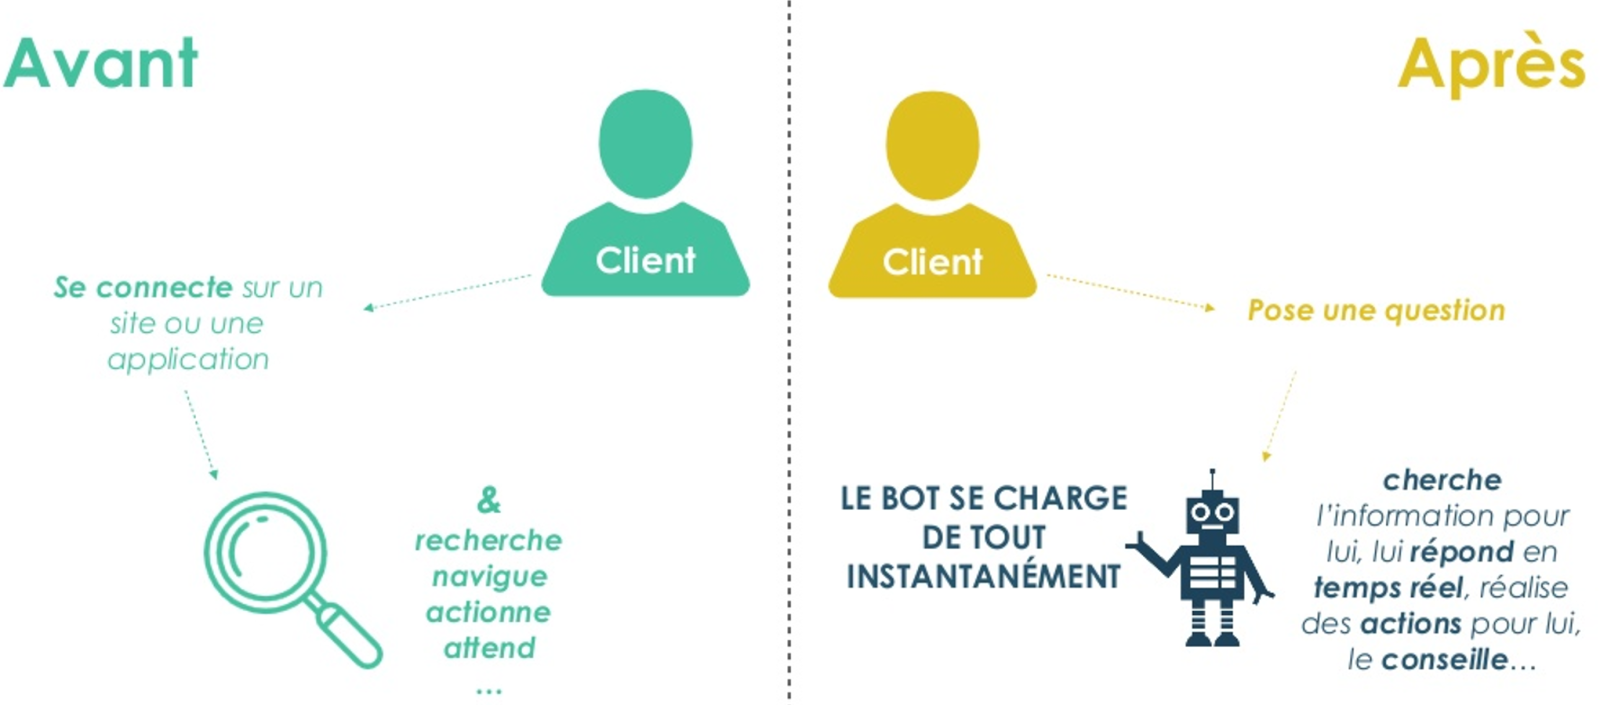 Avant
Client
Se connecte sur un
site ou une
application
&
recherche
navigue
actionne
attend
...
Après
Client
Pose une question
LE BOT SE CHARGE
DE TOUT
INSTANTANÉMENT
cherche
l'information pour
lui, lui répond en
temps réel, réalise
des actions pour lui,
le conseille...